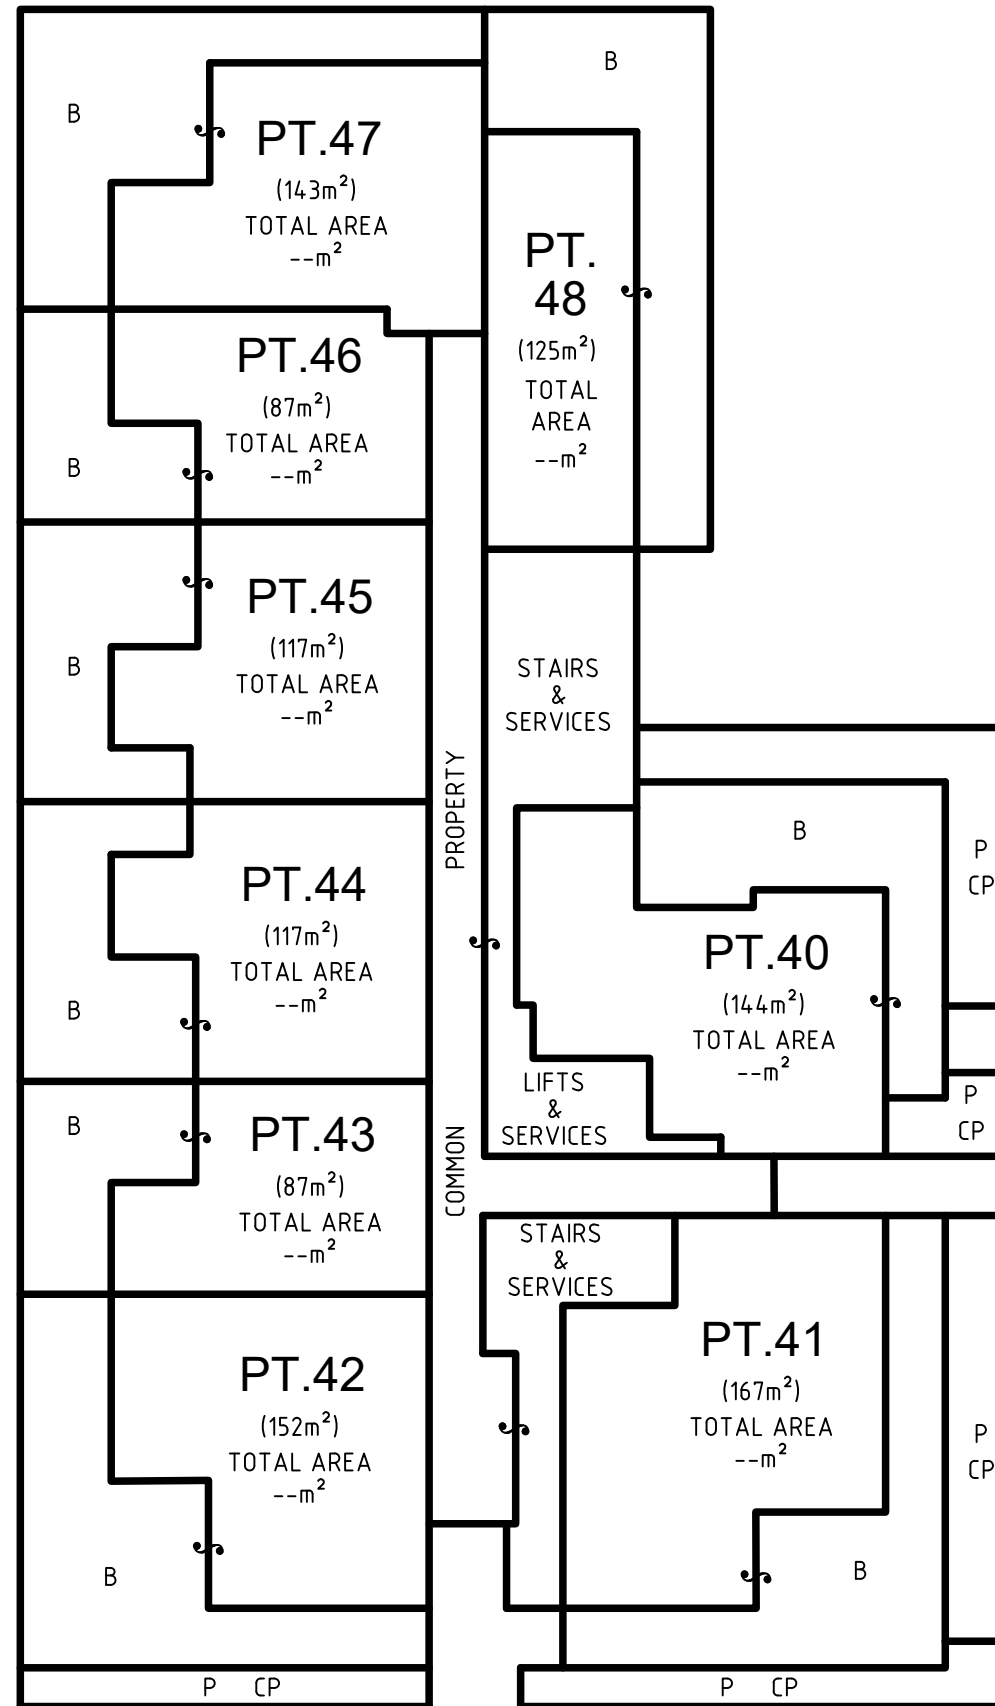 B
B
PT.47
(143m²)
TOTAL AREA
--m²
PT.
48
(125m²)
TOTAL
AREA
--m²
PT.46
(87m²)
TOTAL AREA
--m²
B
PT.45
(117m²)
TOTAL AREA
--m²
B
STAIRS
&
SERVICES
PROPERTY
B
P
CP
PT.44
(117m²)
TOTAL AREA
--m²
B
PT.40
(144m²)
TOTAL AREA
--m²
LIFTS
&
SERVICES
P
CP
B
PT.43
(87m²)
TOTAL AREA
--m²
COMMON
STAIRS
&
SERVICES
PT.42
(152m²)
TOTAL AREA
--m²
B
PT.41
(167m²)
TOTAL AREA
--m²
P
CP
B
P CP
P CP